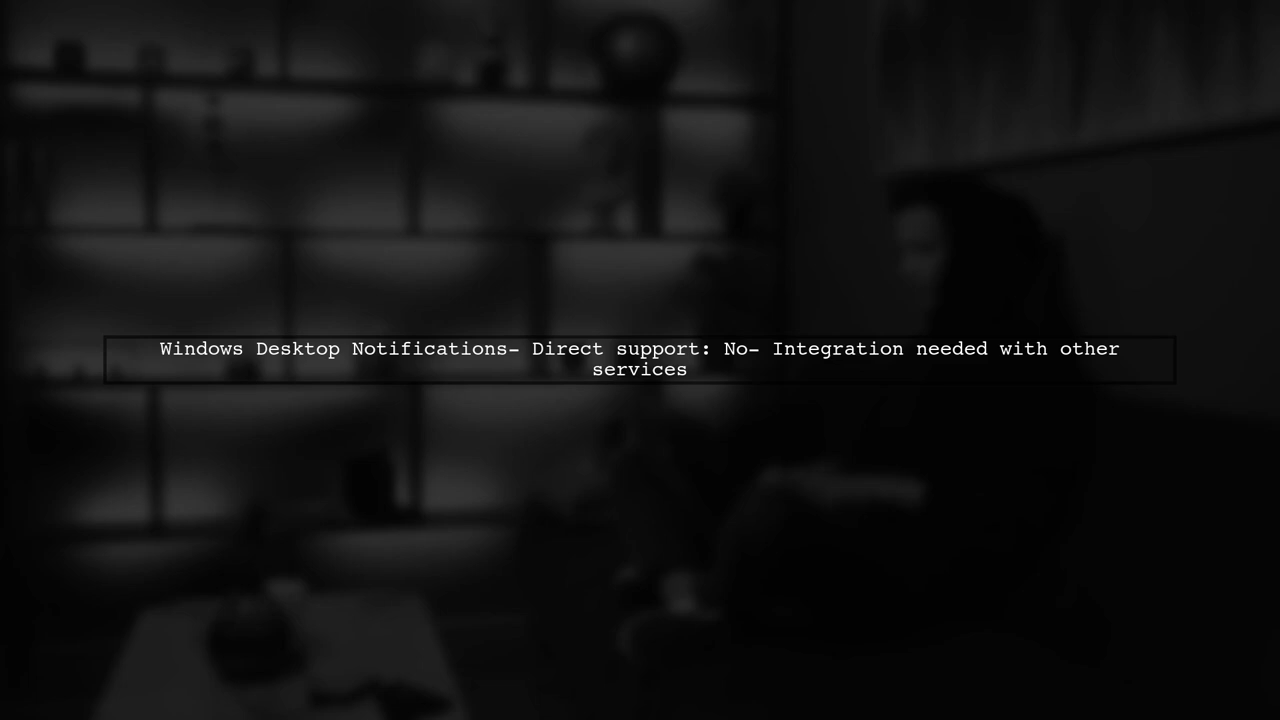 Windows Desktop Notifications- Direct support: No- Integration needed with other
services